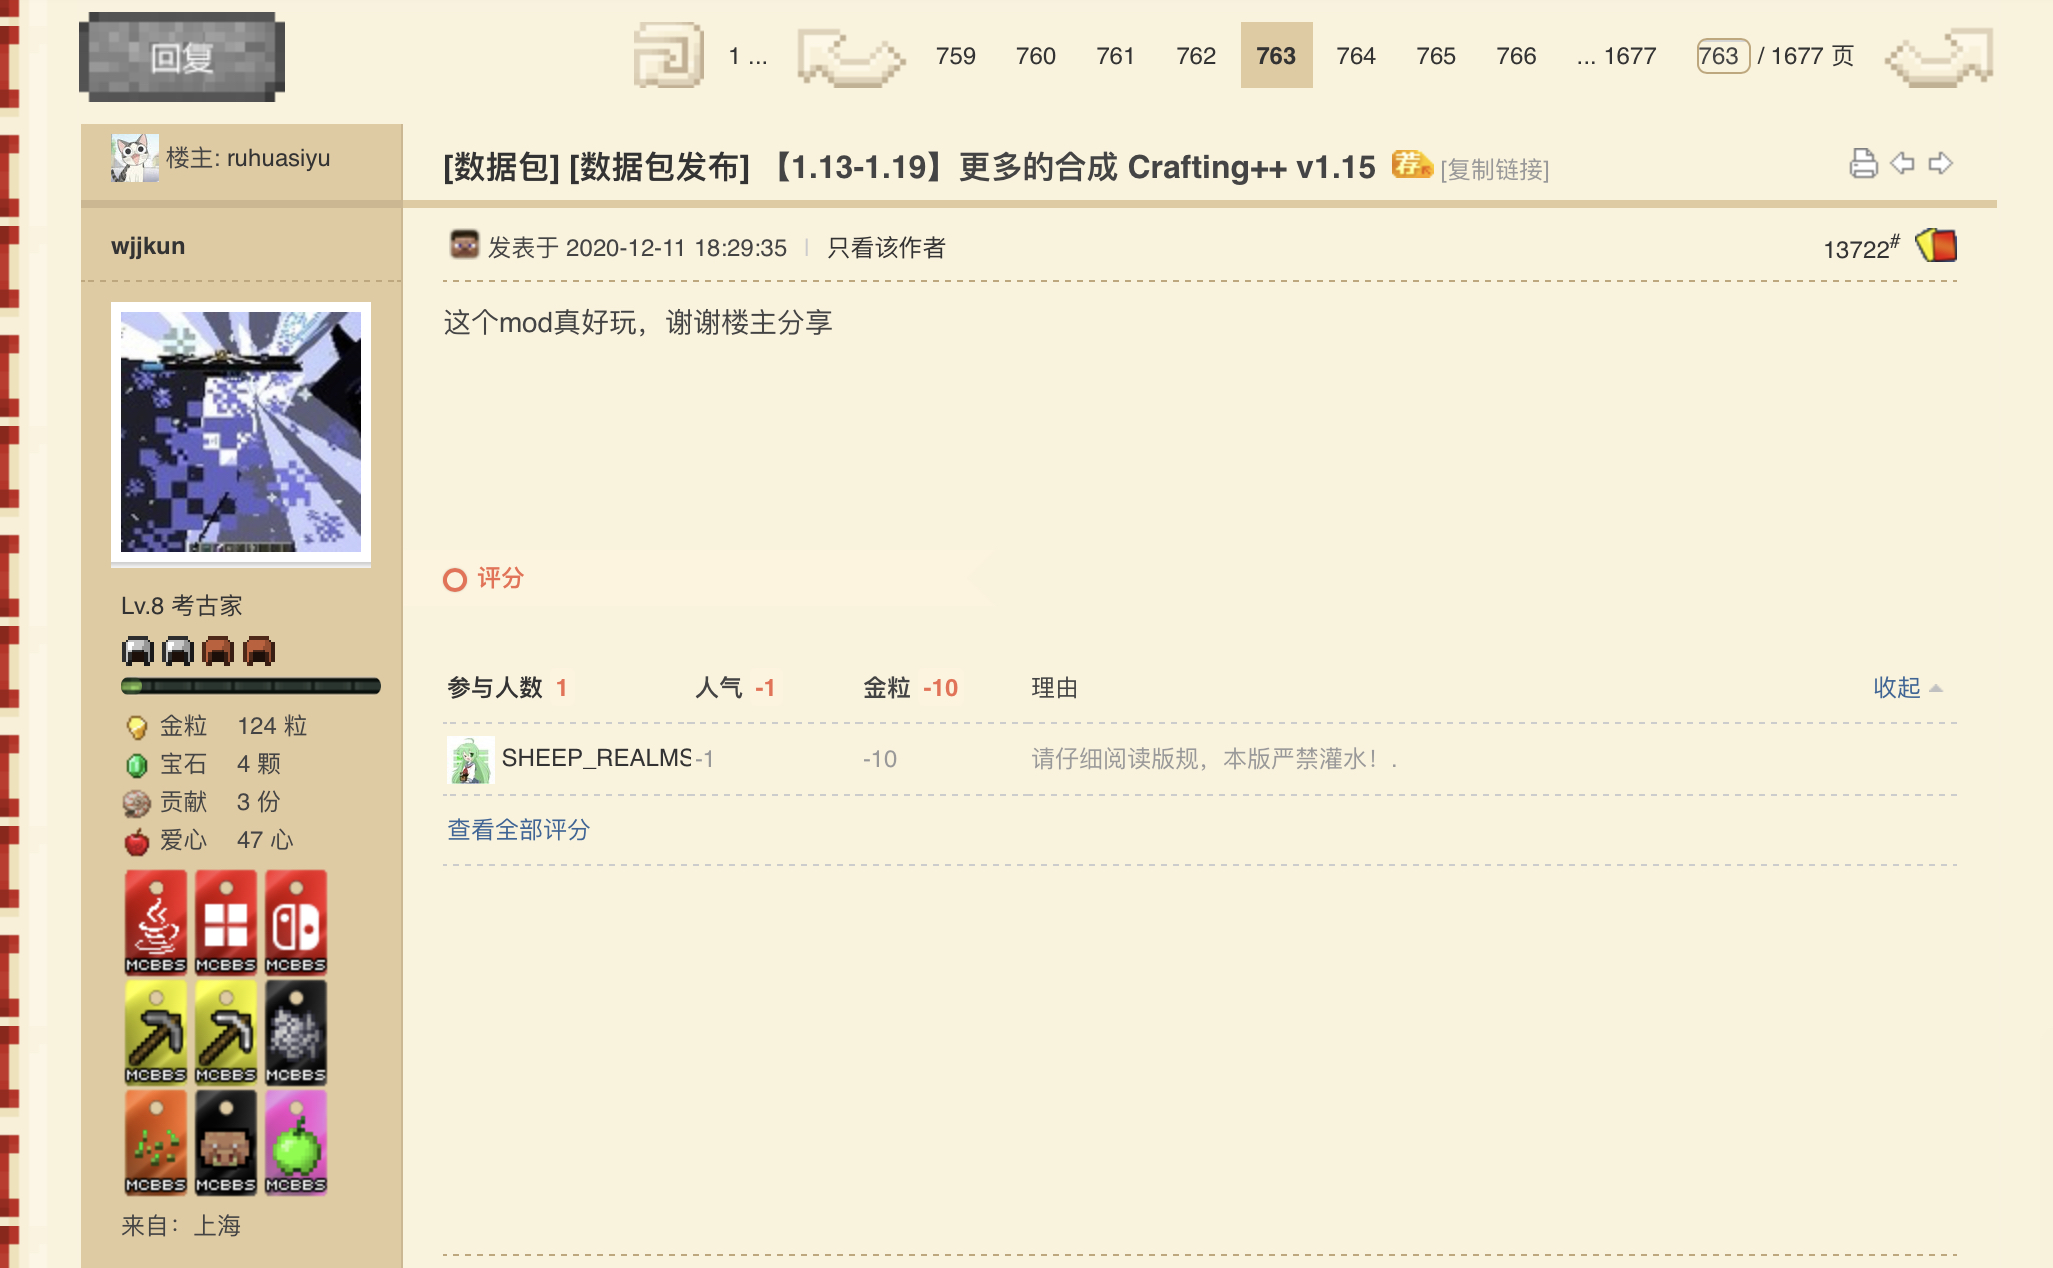 回复
1 ... 759 760 761 762 763 764 765 766 ... 1677 763 / 1677 页
楼主: ruhuasiyu
[数据包] [数据包发布] 【1.13-1.19】更多的合成 Crafting++ v1.15 荐 [复制链接]
wjjkun
发表于 2020-12-11 18:29:35 | 只看该作者 13722#
这个mod真好玩，谢谢楼主分享
评分
Lv.8 考古家
参与人数 1 人气 -1 金粒 -10 理由 收起
SHEEP_REALMS -1 -10 请仔细阅读版规，本版严禁灌水！.
查看全部评分
金粒 124 粒
宝石 4 颗
贡献 3 份
爱心 47 心
MCBBS MCBBS MCBBS
MCBBS MCBBS MCBBS
MCBBS MCBBS MCBBS
来自：上海